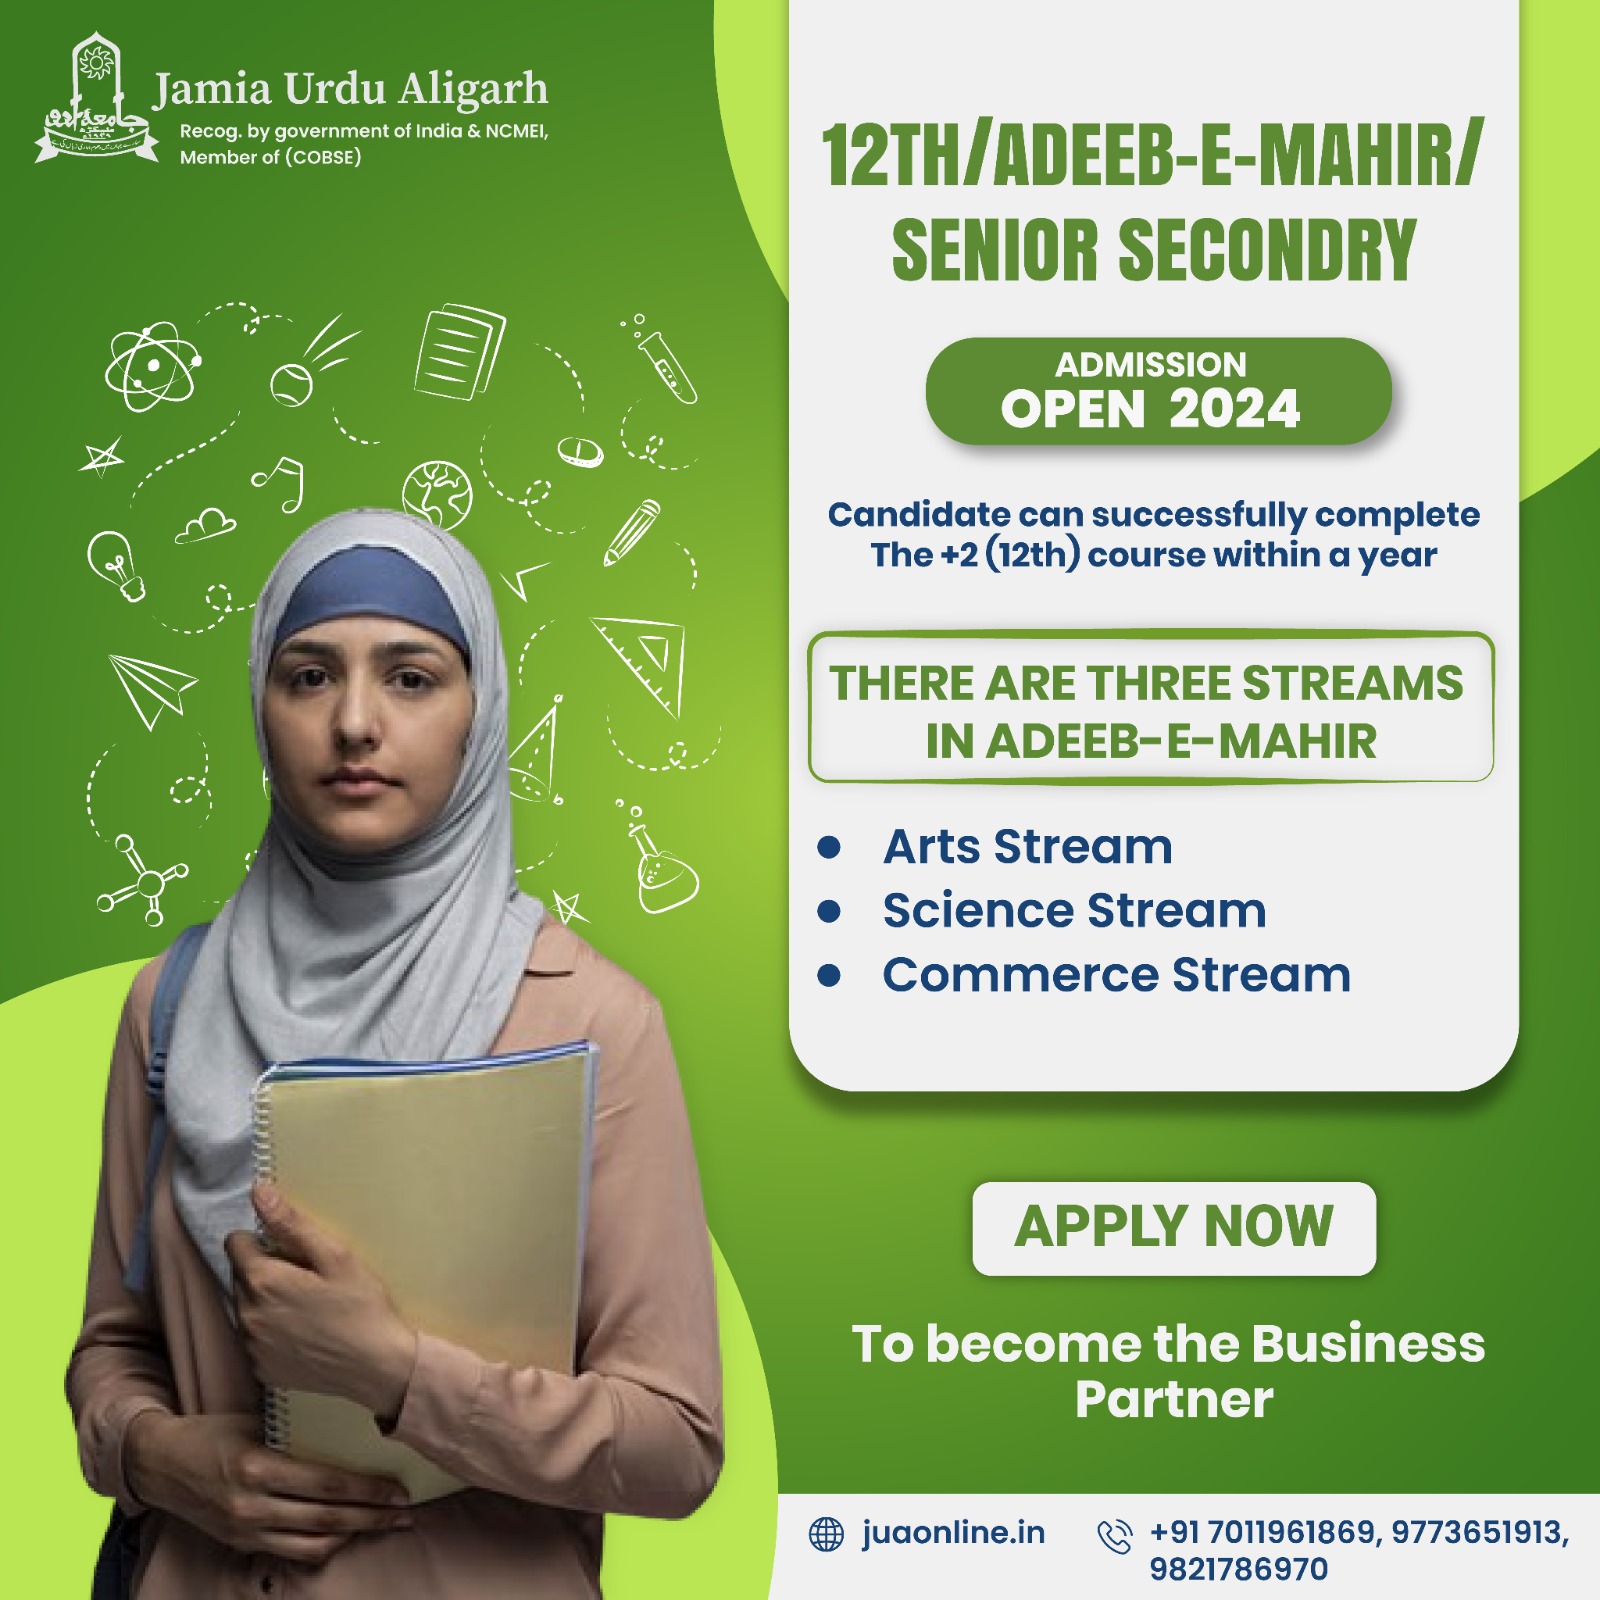 Jamia Urdu Aligarh
Recog. by government of India & NCMEI,
Member of (COBSE)
12TH/ADEEB-E-MAHIR/
SENIOR SECONDRY
ADMISSION
OPEN 2024
Candidate can successfully complete
The +2 (12th) course within a year
THERE ARE THREE STREAMS
IN ADEEB-E-MAHIR
● Arts Stream
● Science Stream
● Commerce Stream
APPLY NOW
To become the Business
Partner
juaonline.in
+91 7011961869, 9773651913,
9821786970